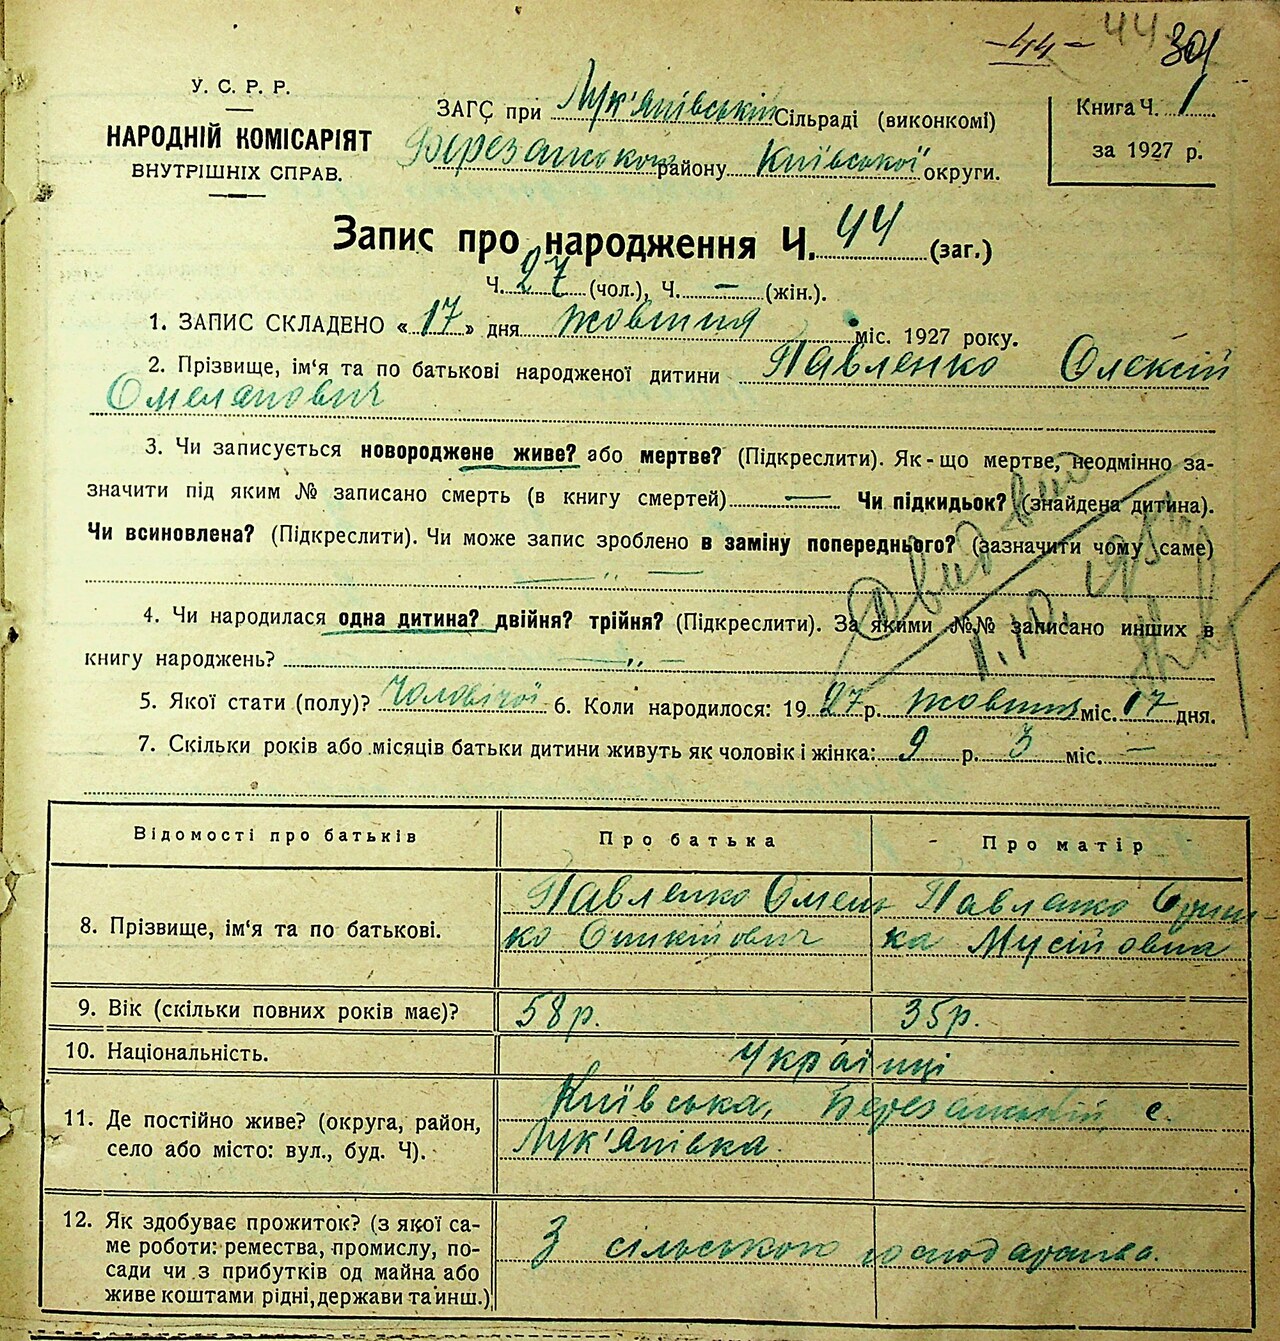 -44- 44 301
У. С. Р. Р.
НАРОДНІЙ КОМІСАРІЯТ
ВНУТРІШНІХ СПРАВ.
ЗАГС при Лук'янівській Сільраді (виконкомі)
Березанського району Київської округи.
Книга Ч. 1
за 1927 р.
Запис про народження Ч. 44 (заг.)
Ч. 27 (чол.), Ч. — (жін.).
1. ЗАПИС СКЛАДЕНО «17» дня жовтня міс. 1927 року.
2. Прізвище, ім'я та по батькові народженої дитини Павленко Олексій
Омелянович
3. Чи записується новороджене живе? або мертве? (Підкреслити). Як-що мертве, неодмінно за-
значити під яким № записано смерть (в книгу смертей) — Чи підкидьок? (знайдена дитина).
Чи всиновлена? (Підкреслити). Чи може запис зроблено в заміну попереднього? (зазначити чому саме)
— „ —
4. Чи народилася одна дитина? двійня? трійня? (Підкреслити). За якими №№ записано инших в
книгу народжень? — „ —
5. Якої стати (полу)? Чоловічої 6. Коли народилося: 1927 р. жовтня міс. 17 дня.
7. Скільки років або місяців батьки дитини живуть як чоловік і жінка: 9 р. 3 міс. —
Відомості про батьків Про батька Про матір
8. Прізвище, ім'я та по батькові.
Павленко Омель
ко
Павленко
ка Мусіївна
9. Вік (скільки повних років має)? 58 р. 35 р.
10. Національність. Українці
11. Де постійно живе? (округа, район,
село або місто: вул., буд. Ч).
Київська, Березанський, с.
Лук'янівка.
12. Як здобуває прожиток? (з якої са-
ме роботи: ремества, промислу, по-
сади чи з прибутків од майна або
живе коштами рідні, держави та инш.)
З сільського господарства.